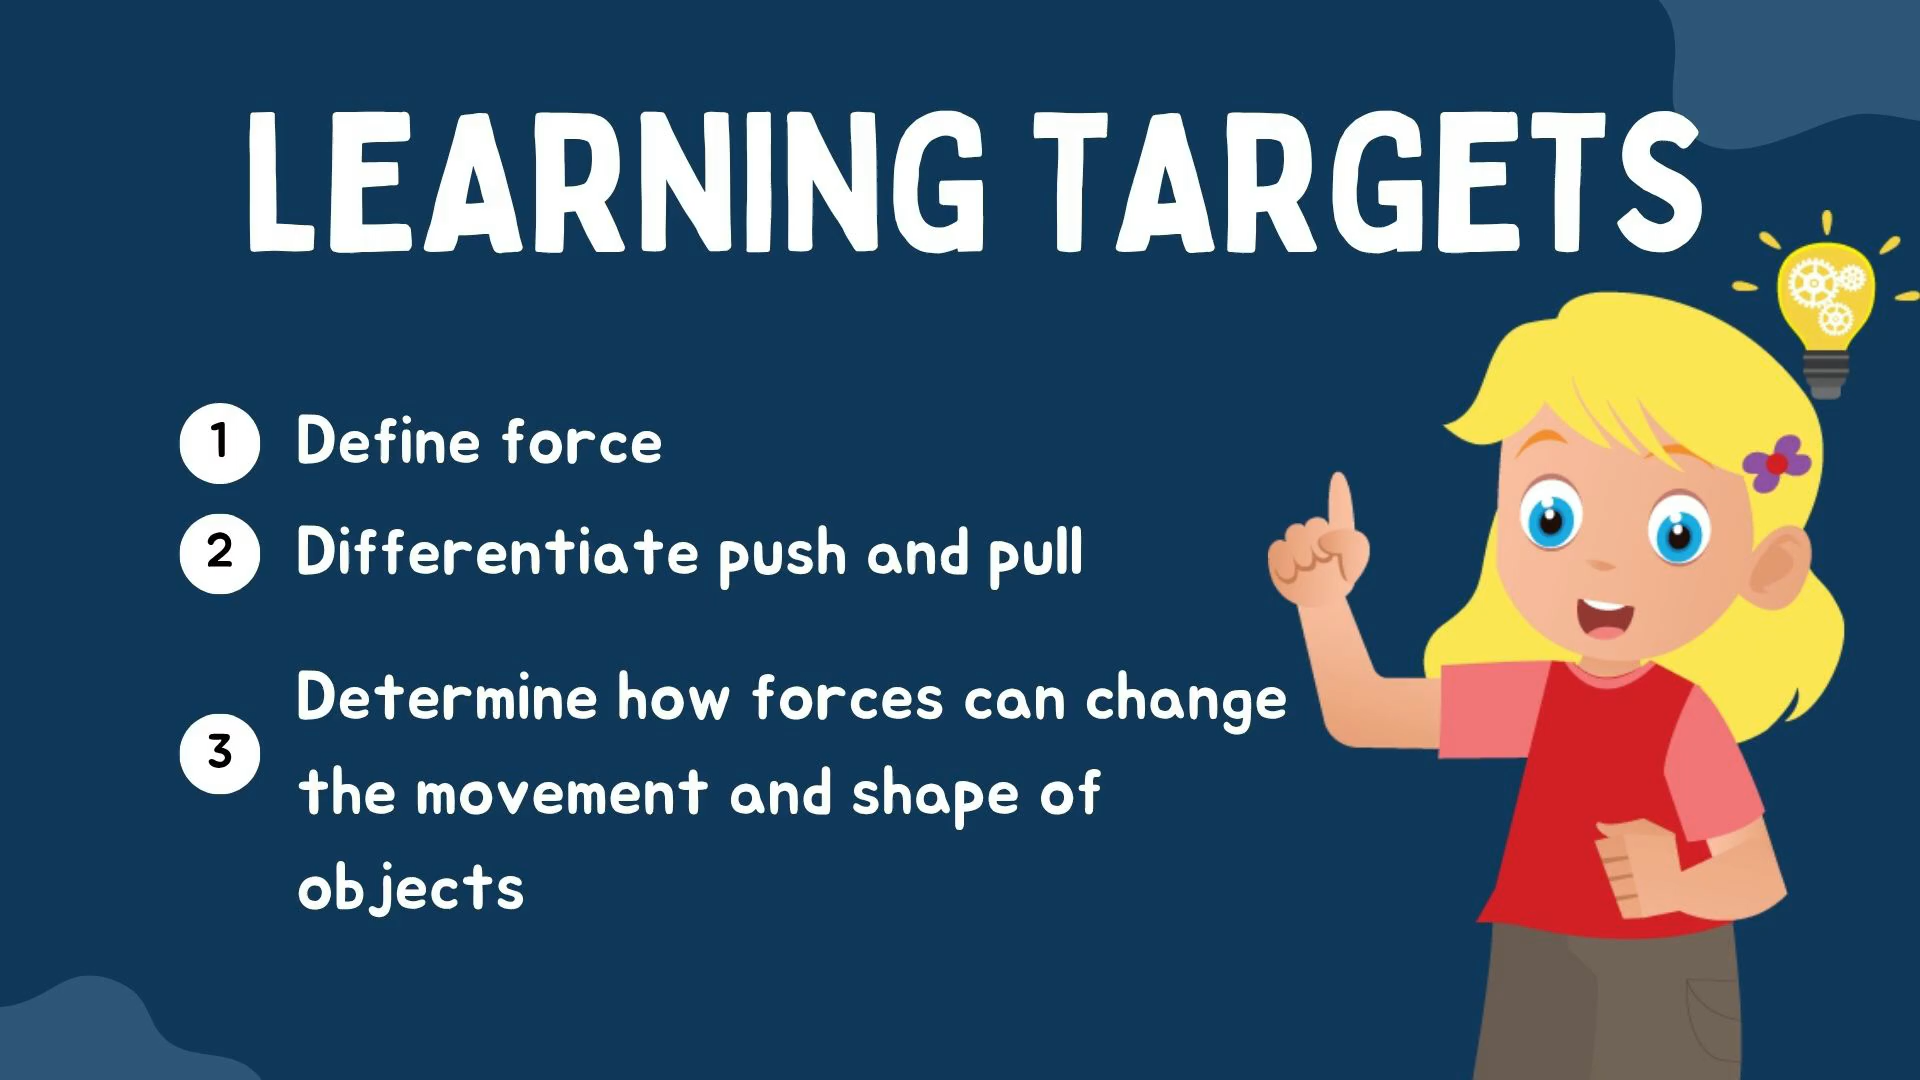 LEARNING TARGETS
1 Define force
2 Differentiate push and pull
3 Determine how forces can change
the movement and shape of
objects